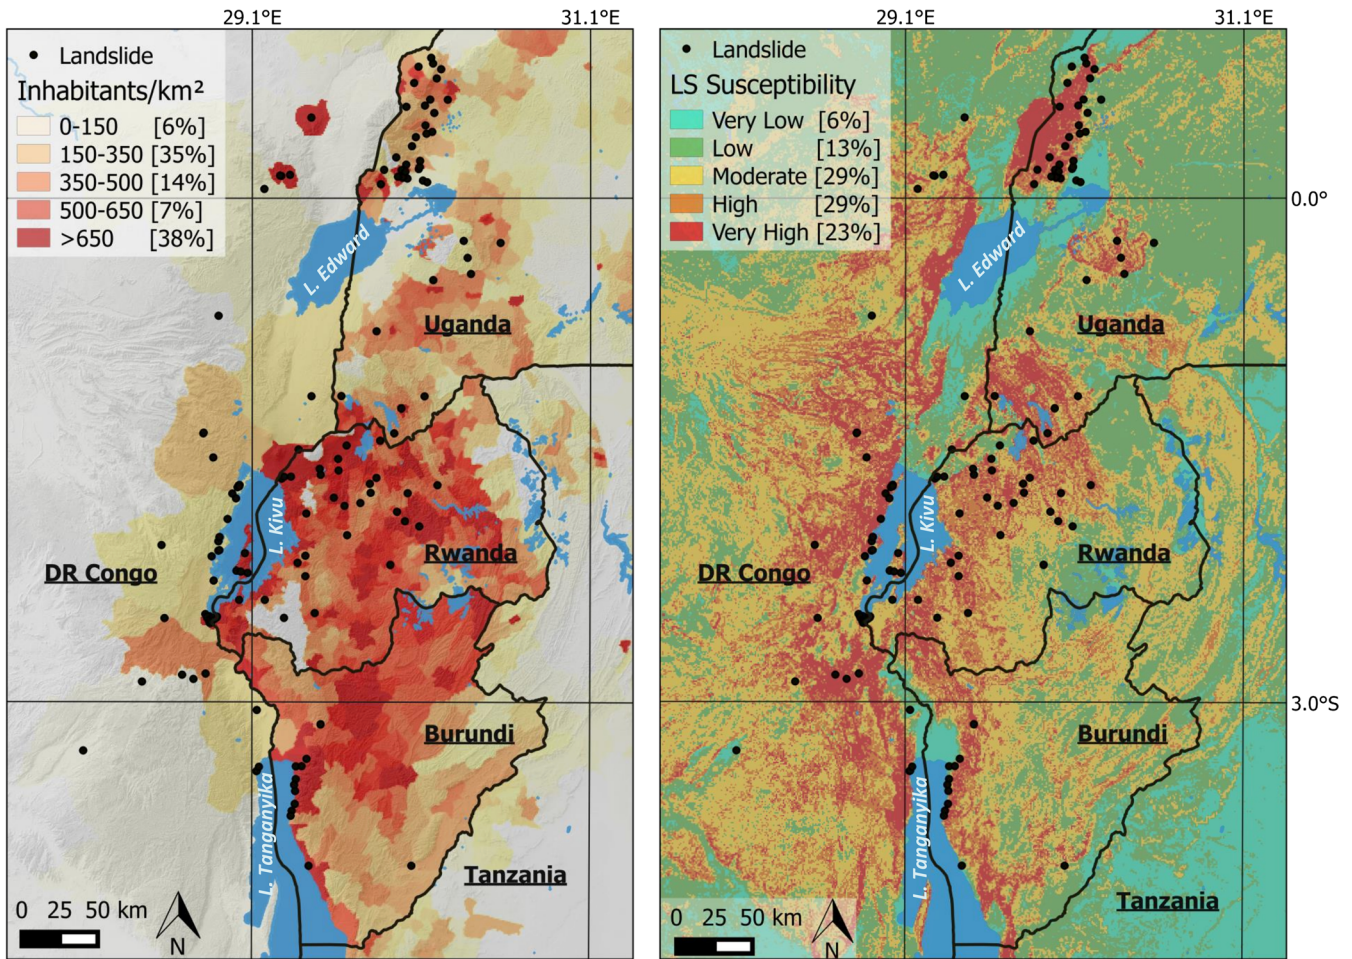 29.1°E
31.1°E
29.1°E
31.1°E
Landslide
Inhabitants/km²
0-150 [6%]
150-350 [35%]
350-500 [14%]
500-650 [7%]
>650 [38%]
L. Edward
Uganda
L. Kivu
Rwanda
DR Congo
Burundi
L. Tanganyika
Tanzania
0 25 50 km
N
Landslide
LS Susceptibility
Very Low [6%]
Low [13%]
Moderate [29%]
High [29%]
Very High [23%]
0.0°
L. Edward
Uganda
L. Kivu
Rwanda
DR Congo
3.0°S
Burundi
L. Tanganyika
Tanzania
0 25 50 km
N